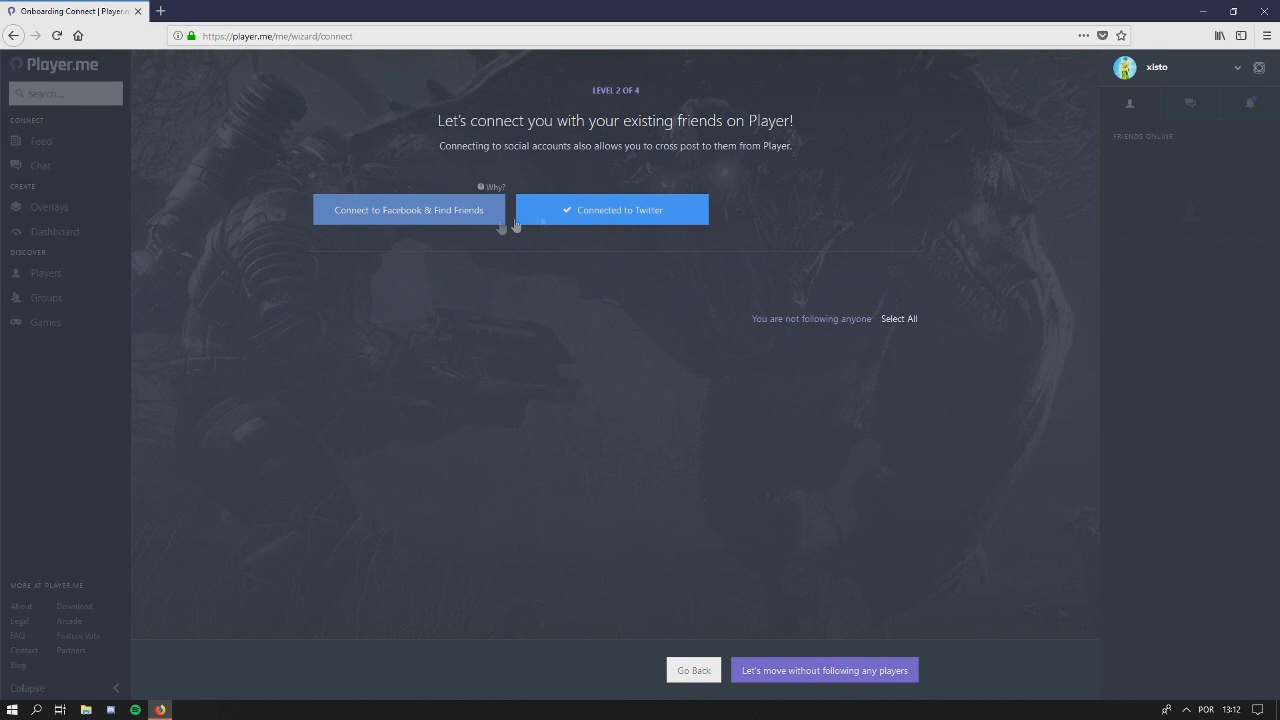 Onboarding Connect | Player.m
https://player.me/me/wizard/connect
Player.me
Search...
CONNECT
Feed
Chat
CREATE
Overlays
Dashboard
DISCOVER
Players
Groups
Games
MORE AT PLAYER.ME
About Download
Legal Arcade
FAQ Feature Vote
Contact Partners
Blog
Colapse
LEVEL 2 OF 4
Let's connect you with your existing friends on Player!
Connecting to social accounts also allows you to cross post to them from Player.
Why?
Connect to Facebook & Find Friends
Connected to Twitter
You are not following anyone Select All
Go Back
Let's move without following any players
xisto
FRIENDS ONLINE
POR 13:12